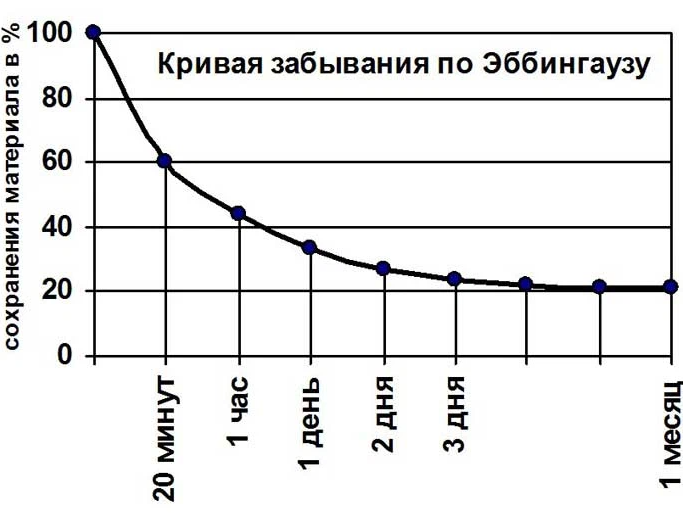 Кривая забывания по Эббингаузу
сохранения материала в %
100
80
60
40
20
0
20 минут
1 час
1 день
2 дня
3 дня
1 месяц